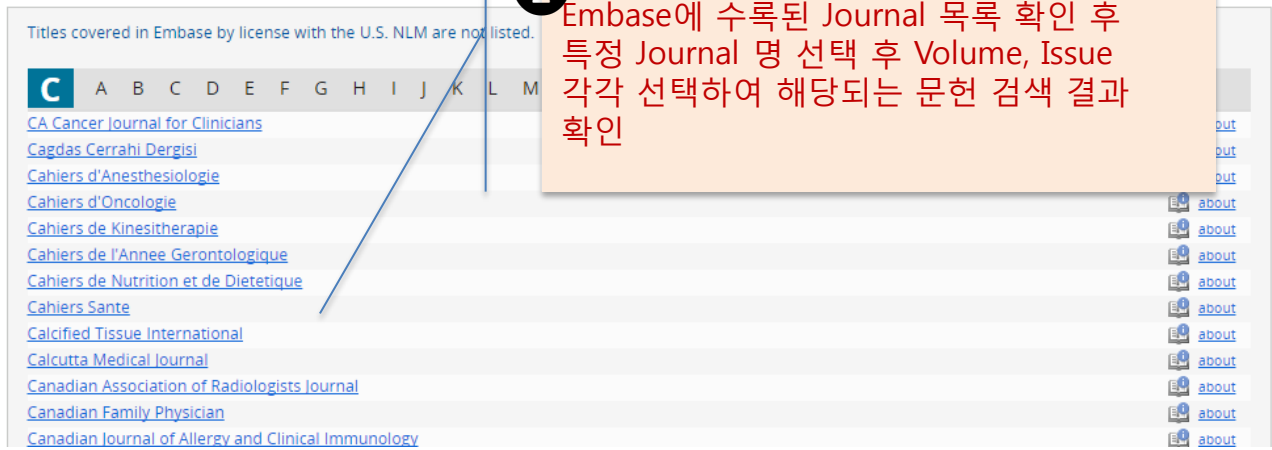 Embase에 수록된 Journal 목록 확인 후
특정 Journal 명 선택 후 Volume, Issue
각각 선택하여 해당되는 문헌 검색 결과
확인
Titles covered in Embase by license with the U.S. NLM are not listed.
C A B C D E F G H I J K L M
CA Cancer Journal for Clinicians
Cagdas Cerrahi Dergisi
Cahiers d'Anesthesiologie
Cahiers d'Oncologie about
Cahiers de Kinesitherapie about
Cahiers de l'Annee Gerontologique about
Cahiers de Nutrition et de Dietetique about
Cahiers Sante about
Calcified Tissue International about
Calcutta Medical Journal about
Canadian Association of Radiologists Journal about
Canadian Family Physician about
Canadian Journal of Allergy and Clinical Immunology about